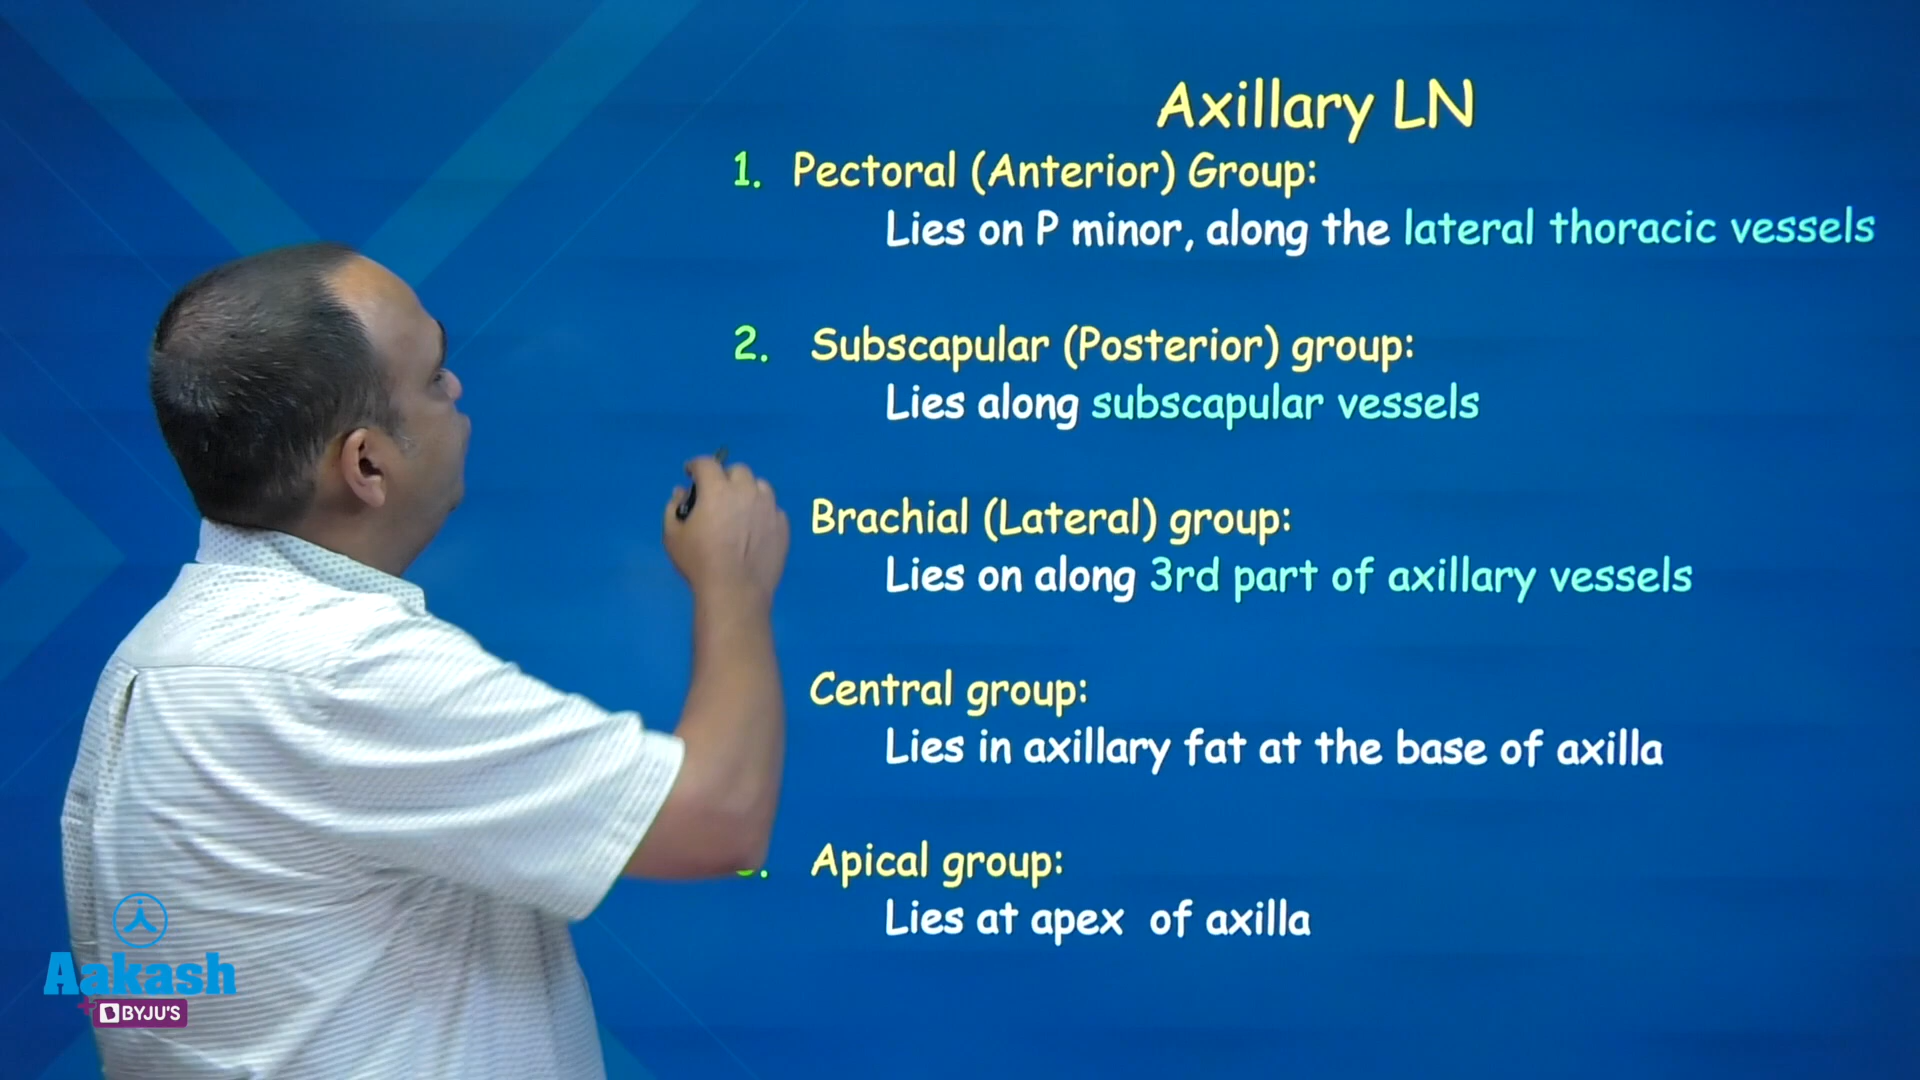 Axillary LN
1. Pectoral (Anterior) Group:
Lies on P minor, along the lateral thoracic vessels
2. Subscapular (Posterior) group:
Lies along subscapular vessels
Brachial (Lateral) group:
Lies on along 3rd part of axillary vessels
Central group:
Lies in axillary fat at the base of axilla
Apical group:
Lies at apex of axilla
Aakash
+ BYJU'S